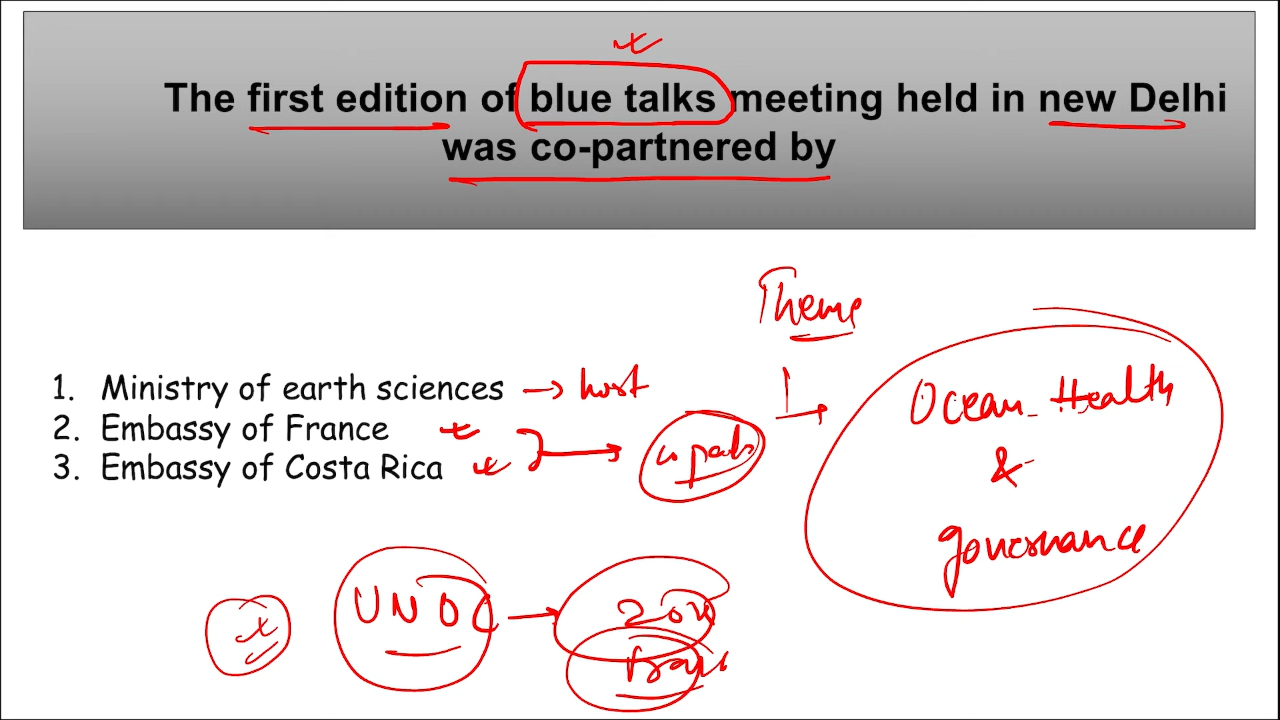 The first edition of blue talks meeting held in new Delhi
was co-partnered by
Theme
1. Ministry of earth sciences → host
2. Embassy of France
3. Embassy of Costa Rica
Ocean Health
&
governance
UNOC →